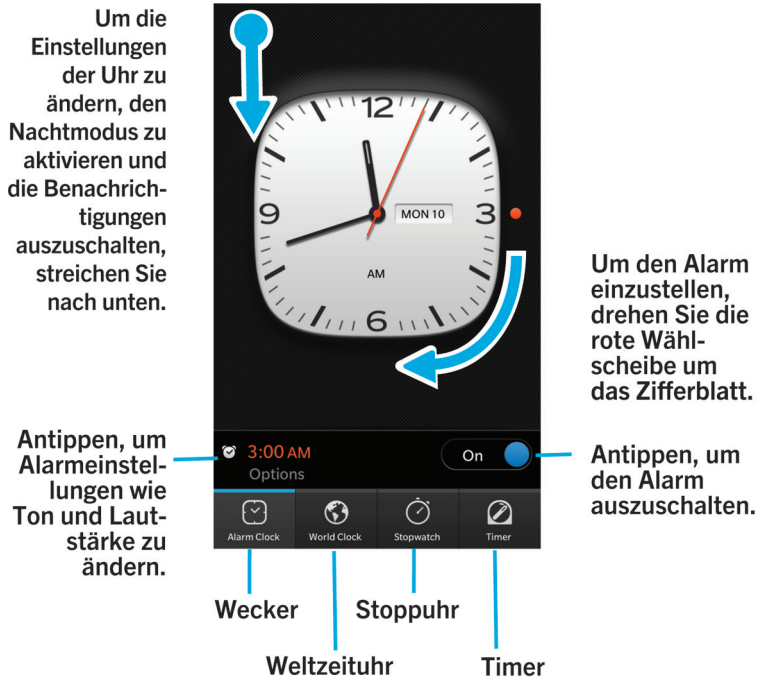 Um die
Einstellungen
der Uhr zu
ändern, den
Nachtmodus zu
aktivieren und
die Benachrich-
tigungen
auszuschalten,
streichen Sie
nach unten.
12
9
MON 10
3
AM
6
Um den Alarm
einzustellen,
drehen Sie die
rote Wähl-
scheibe um
das Zifferblatt.
Antippen, um
Alarmeinstel-
lungen wie
Ton und Laut-
stärke zu
ändern.
3:00 AM
Options
On
Antippen, um
den Alarm
auszuschalten.
Alarm Clock
World Clock
Stopwatch
Timer
Wecker
Stoppuhr
Weltzeituhr
Timer